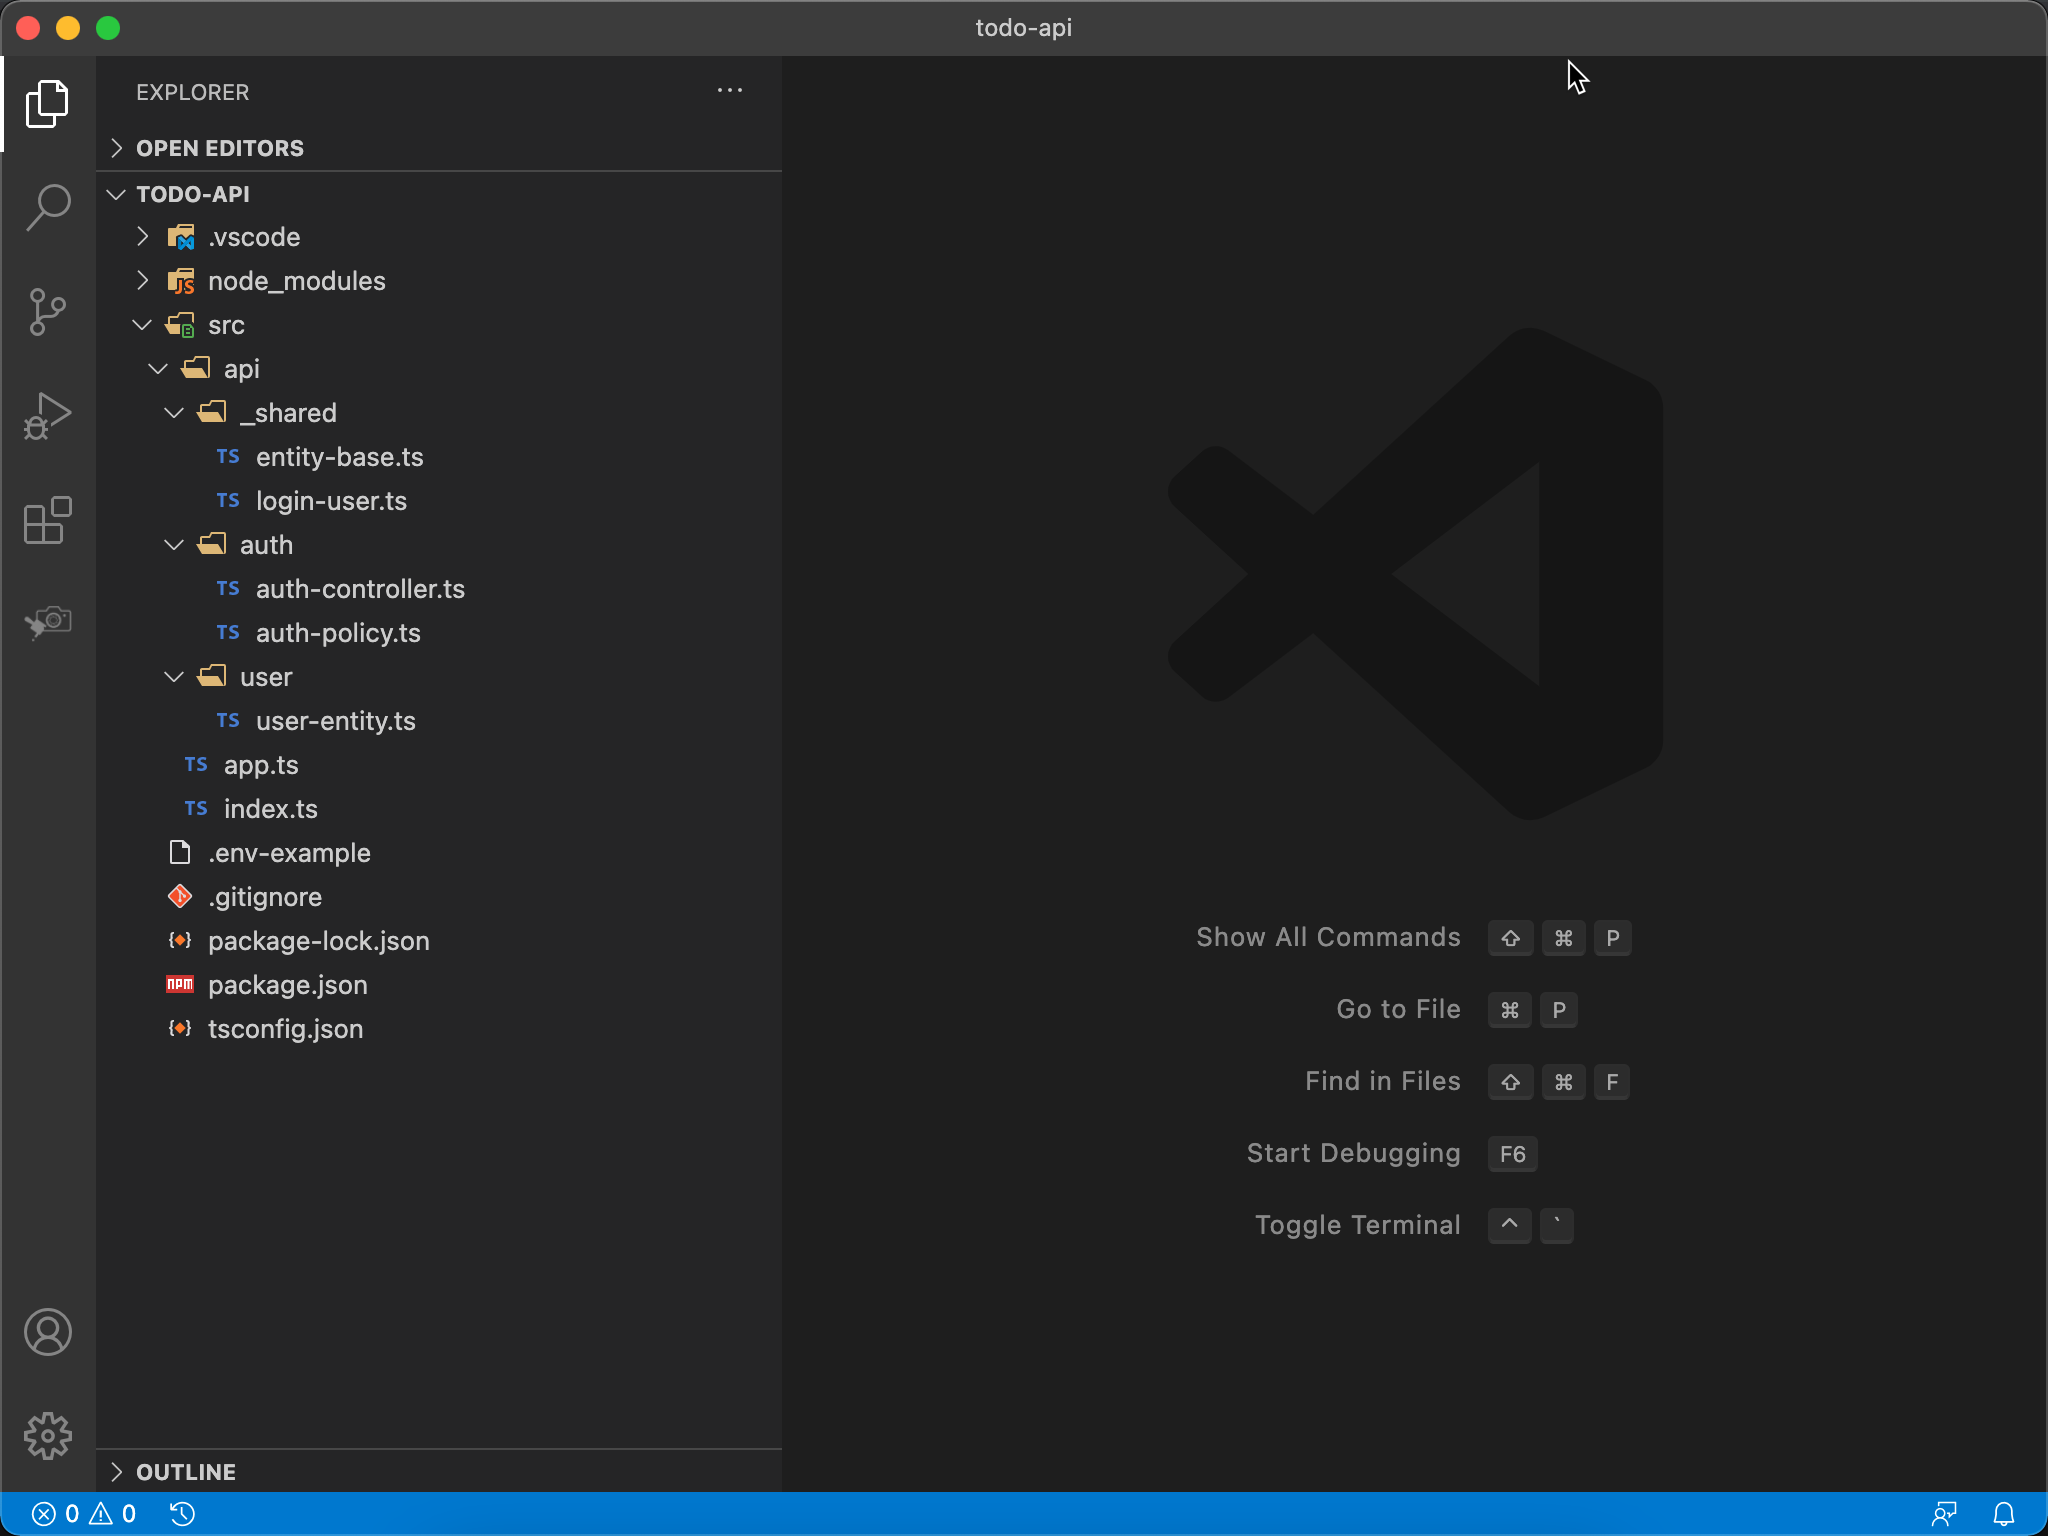 todo-api
EXPLORER
OPEN EDITORS
TODO-API
.vscode
JS node_modules
src
api
_shared
TS entity-base.ts
TS login-user.ts
auth
TS auth-controller.ts
TS auth-policy.ts
user
TS user-entity.ts
TS app.ts
TS index.ts
.env-example
.gitignore
package-lock.json
npm package.json
tsconfig.json
OUTLINE
Show All Commands ⇧ ⌘ P
Go to File ⌘ P
Find in Files ⇧ ⌘ F
Start Debugging F6
Toggle Terminal ^ `
0 0